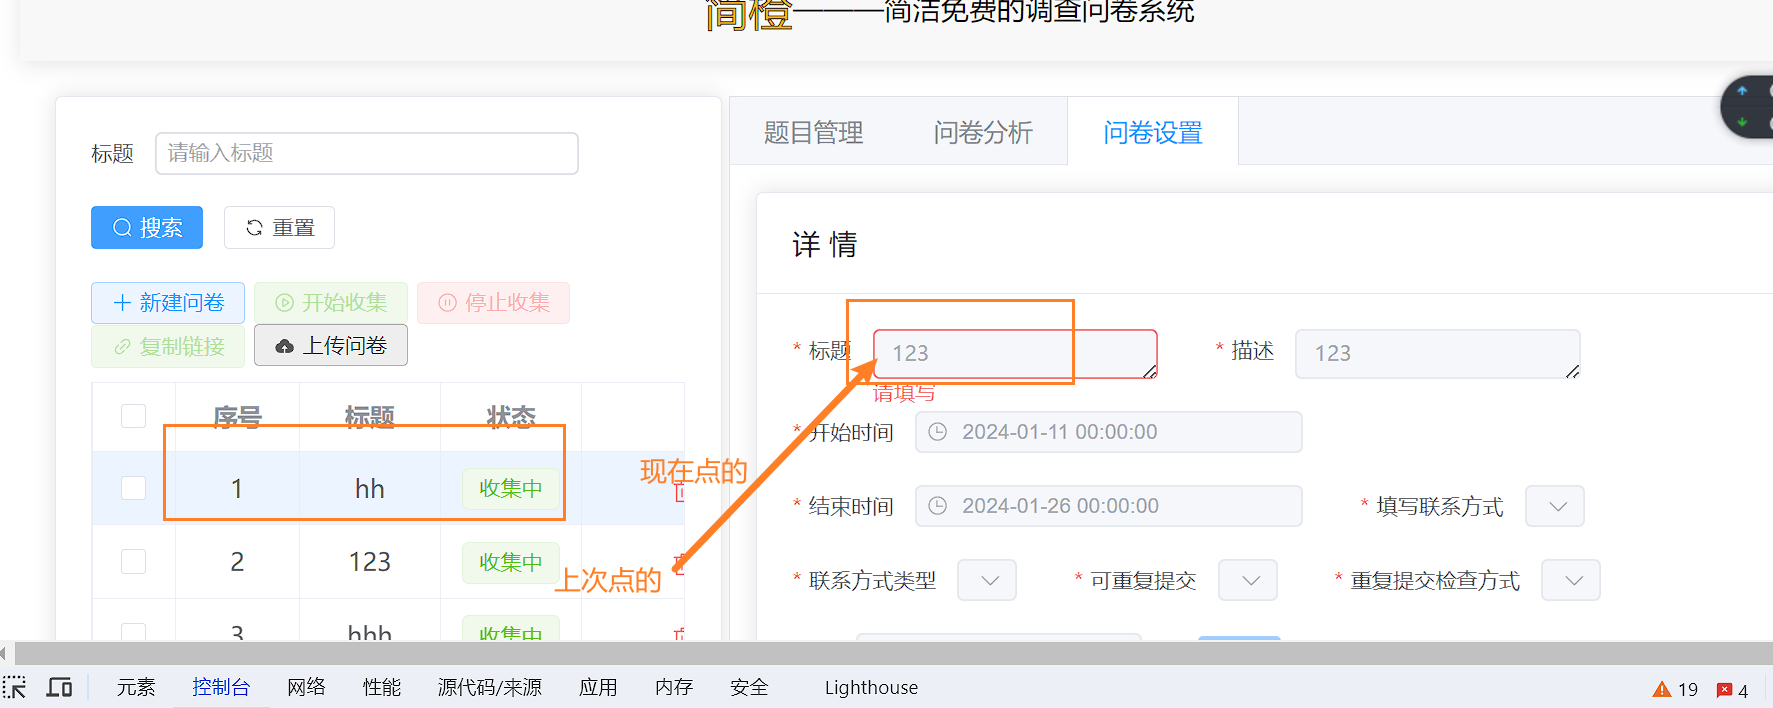 简橙———简洁免费的调查问卷系统
标题 请输入标题
搜索 重置
新建问卷 开始收集 停止收集
复制链接 上传问卷
序号 标题 状态
1 hh 收集中
2 123 收集中
3 hhh 收集中
现在点的
上次点的
题目管理 问卷分析 问卷设置
详 情
* 标题 123 * 描述 123
请填写
* 开始时间 2024-01-11 00:00:00
* 结束时间 2024-01-26 00:00:00 * 填写联系方式
* 联系方式类型 * 可重复提交 * 重复提交检查方式
元素 控制台 网络 性能 源代码/来源 应用 内存 安全 Lighthouse 19 4